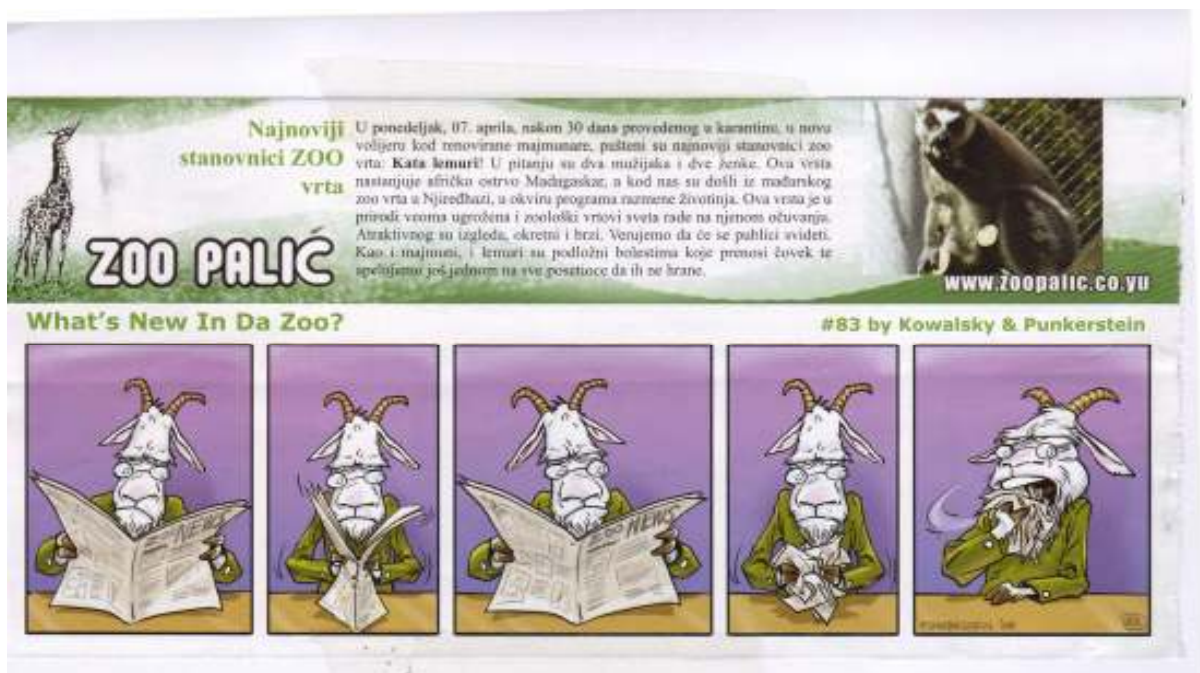 Najnoviji
stanovnici ZOO
vrta
U ponedeljak, 07. aprila, nakon 30 dana provedenog u karantinu, u novu
volijeru kod renovirane majmunare, pušteni su najnoviji stanovnici zoo
vrta: Kata lemuri! U pitanju su dva mužijaka i dve ženke. Ova vrsta
nastanjuje afričko ostrvo Madagaskar, a kod nas su došli iz mađarskog
zoo vrta u Njiređhazi, u okviru programa razmene životinja. Ova vrsta je u
prirodi veoma ugrožena i zoološki vrtovi sveta rade na njenom očuvanju.
Atraktivnog su izgleda, okretni i brzi. Verujemo da će se publici svideti.
Kao i majmuni, i lemuri su podložni bolestima koje prenosi čovek te
apelujemo još jednom na sve posetioce da ih ne hrane.
ZOO PALIĆ
www.zoopalic.co.yu
What's New In Da Zoo?
#83 by Kowalsky & Punkerstein
NEWS
NEWS